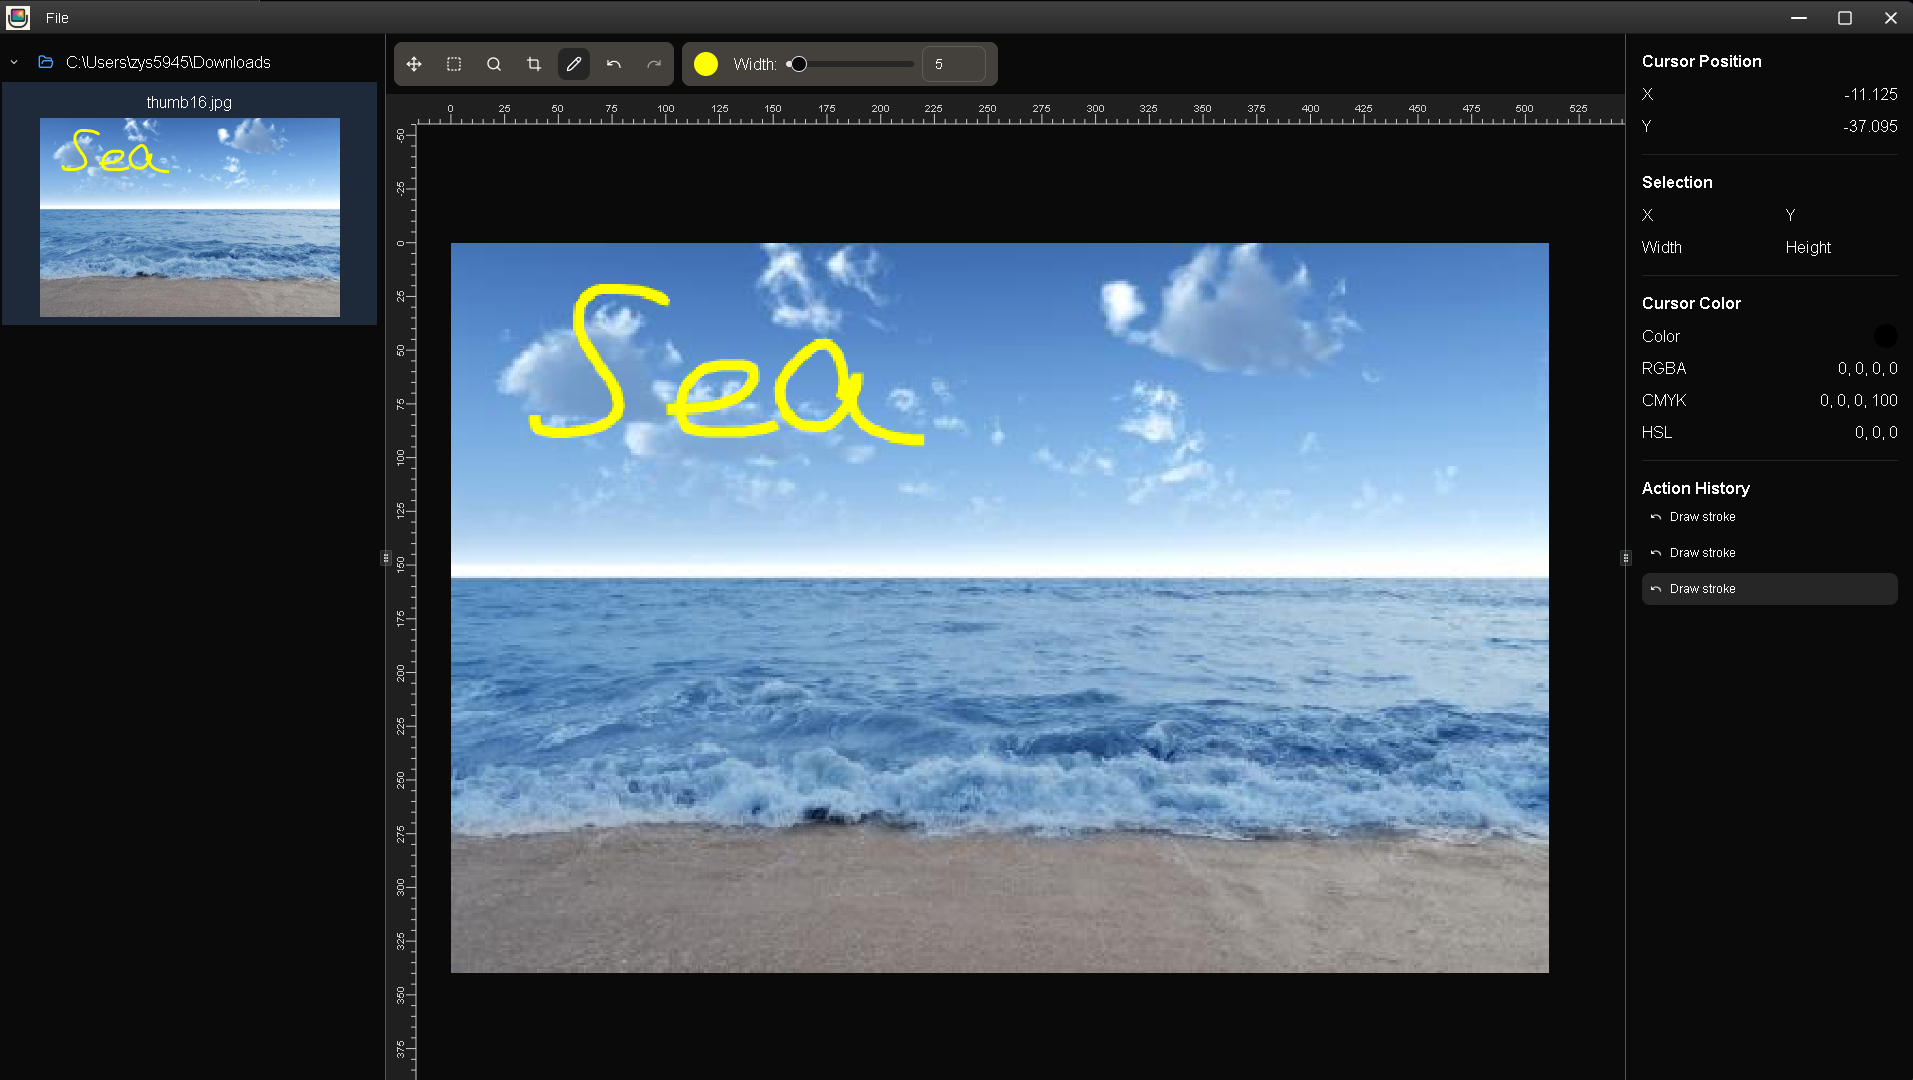 File
C:\Users\zys5945\Downloads
thumb16.jpg
Sea
Width: 5
0 25 50 75 100 125 150 175 200 225 250 275 300 325 350 375 400 425 450 475 500 525
-50 -25 0 25 50 75 100 125 150 175 200 225 250 275 300 325 350 375
Sea
Cursor Position
X -11.125
Y -37.095
Selection
X Y
Width Height
Cursor Color
Color
RGBA 0, 0, 0, 0
CMYK 0, 0, 0, 100
HSL 0, 0, 0
Action History
Draw stroke
Draw stroke
Draw stroke